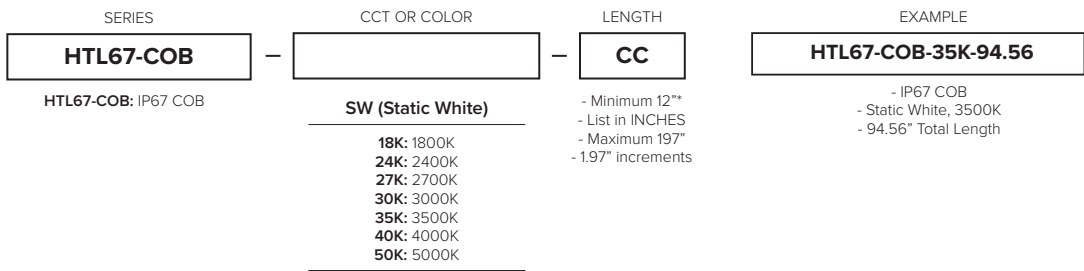 SERIES
CCT OR COLOR
LENGTH
EXAMPLE
HTL67-COB
–
–
CC
HTL67-COB-35K-94.56
HTL67-COB: IP67 COB
SW (Static White)
18K: 1800K
24K: 2400K
27K: 2700K
30K: 3000K
35K: 3500K
40K: 4000K
50K: 5000K
- Minimum 12”*
- List in INCHES
- Maximum 197”
- 1.97” increments
- IP67 COB
- Static White, 3500K
- 94.56” Total Length